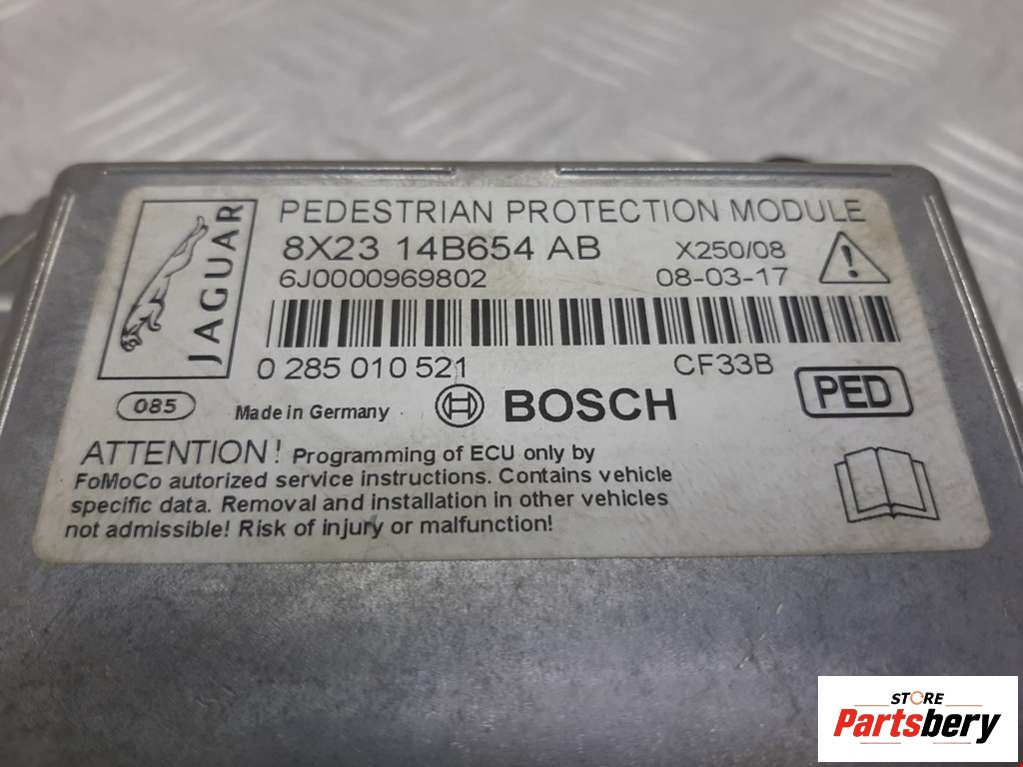 JAGUAR
PEDESTRIAN PROTECTION MODULE
8X23 14B654 AB X250/08
6J0000969802 08-03-17
0 285 010 521 CF33B
085 Made in Germany BOSCH PED
ATTENTION! Programming of ECU only by
FoMoCo autorized service instructions. Contains vehicle
specific data. Removal and installation in other vehicles
not admissible! Risk of injury or malfunction!
STORE
Partsbery